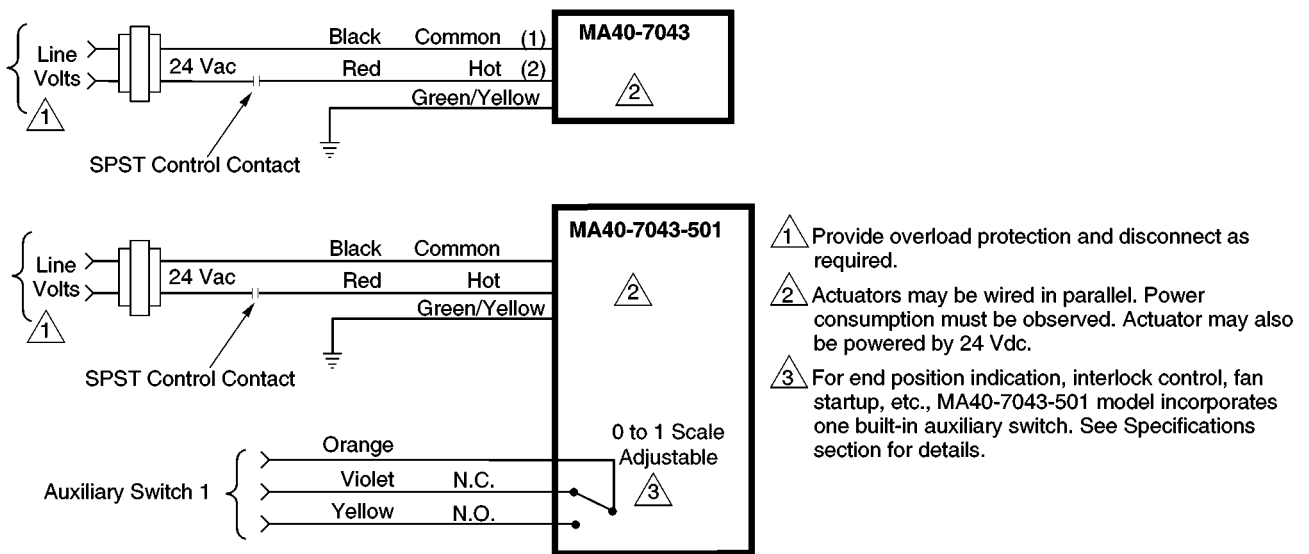 Line Volts
1
24 Vac
SPST Control Contact
Black Common (1)
Red Hot (2)
Green/Yellow
MA40-7043
2
Line Volts
1
24 Vac
SPST Control Contact
Black Common
Red Hot
Green/Yellow
MA40-7043-501
2
0 to 1 Scale
Adjustable
3
Auxiliary Switch 1
Orange
Violet N.C.
Yellow N.O.
1 Provide overload protection and disconnect as
required.
2 Actuators may be wired in parallel. Power
consumption must be observed. Actuator may also
be powered by 24 Vdc.
3 For end position indication, interlock control, fan
startup, etc., MA40-7043-501 model incorporates
one built-in auxiliary switch. See Specifications
section for details.